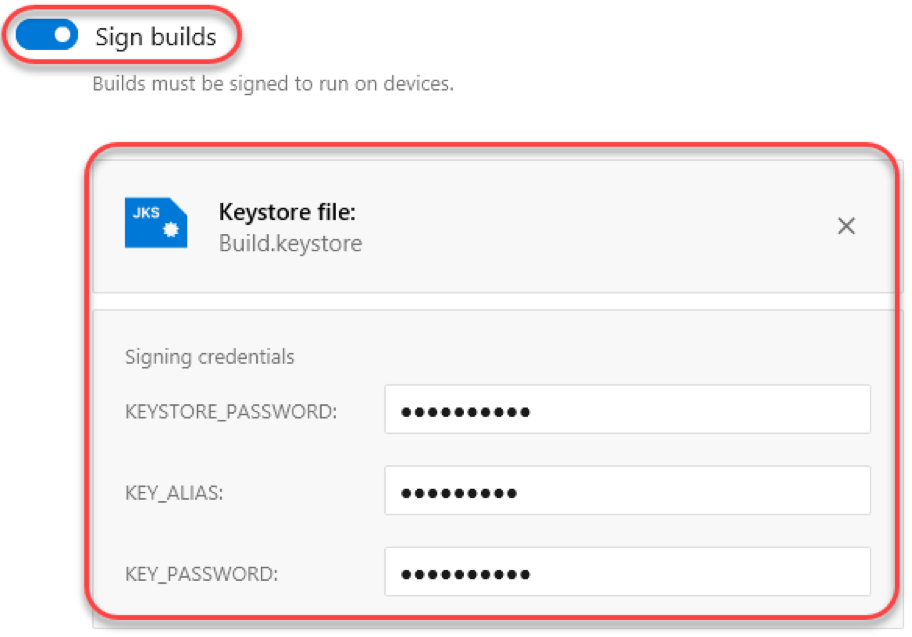 Sign builds
Builds must be signed to run on devices.
JKS
Keystore file:
Build.keystore
Signing credentials
KEYSTORE_PASSWORD: ●●●●●●●●●●
KEY_ALIAS: ●●●●●●●●●
KEY_PASSWORD: ●●●●●●●●●●